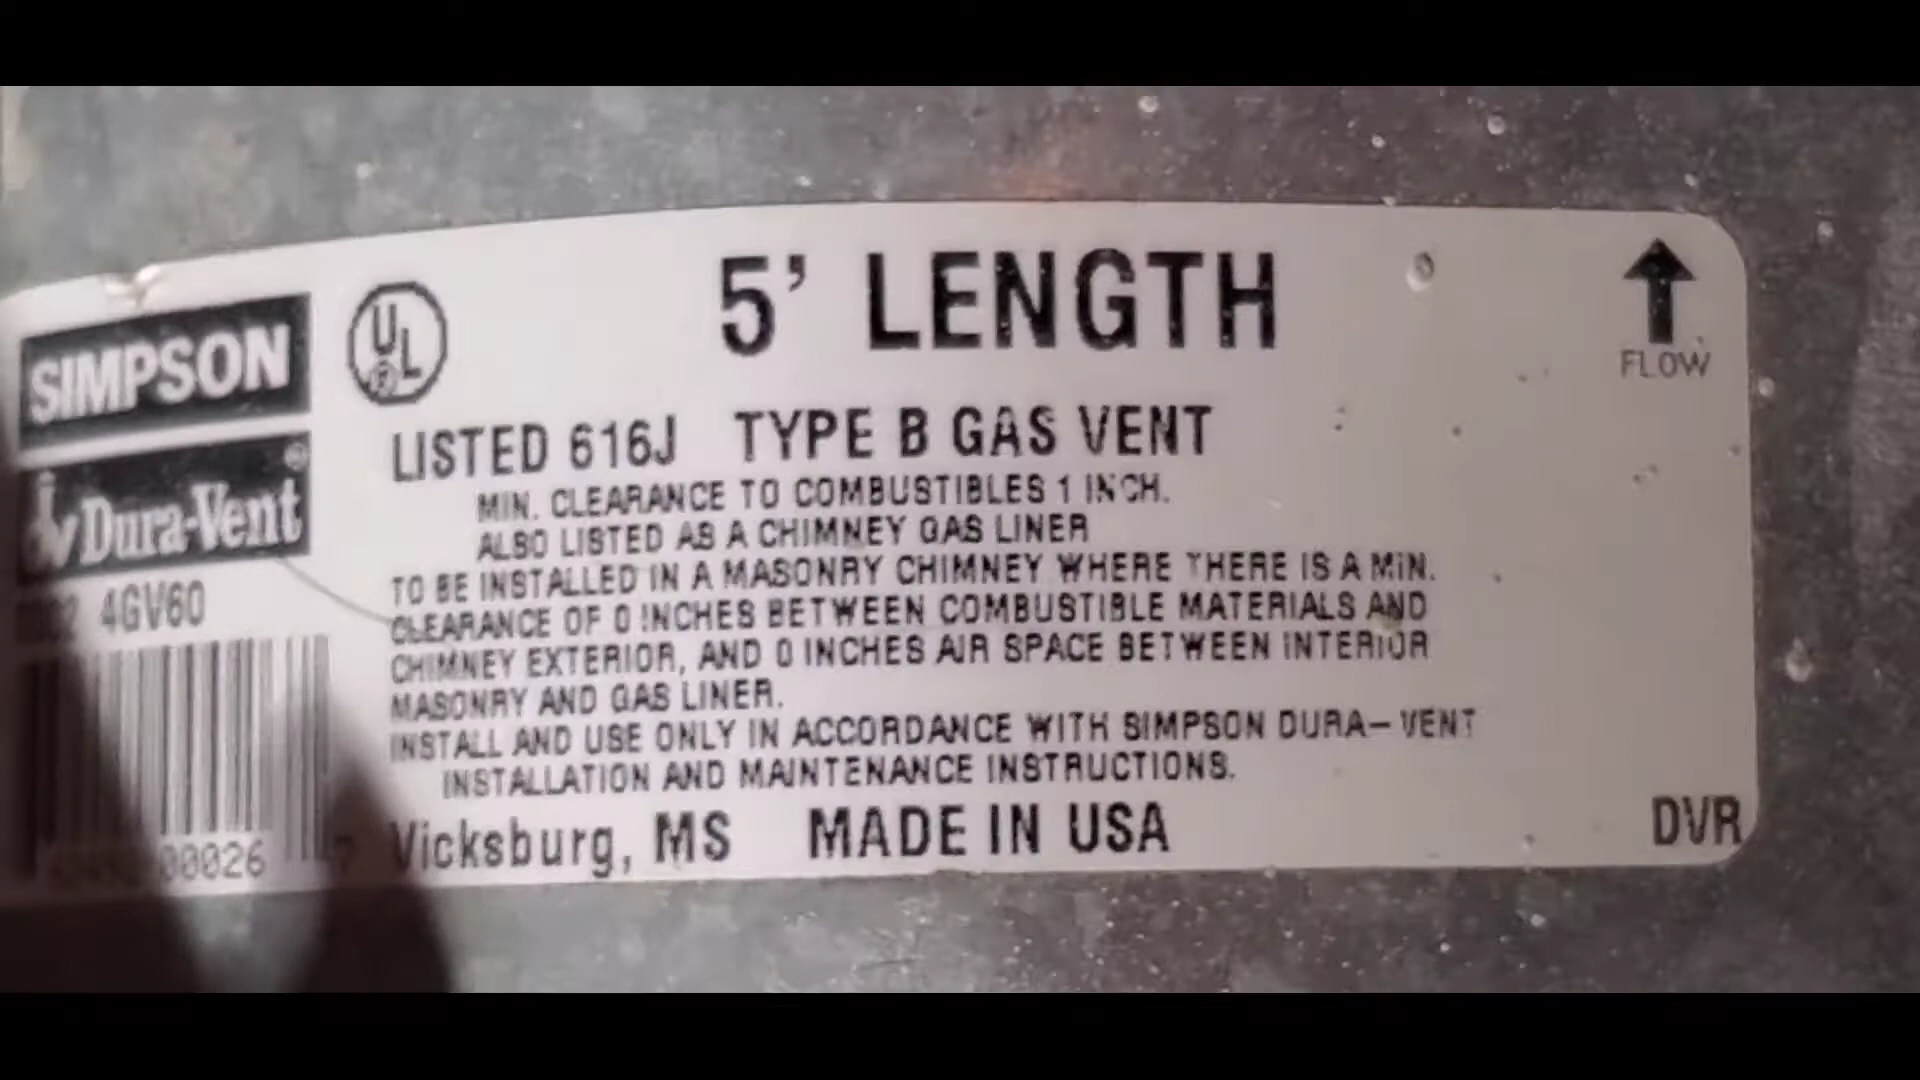 5' LENGTH
FLOW
SIMPSON
UL
Dura-Vent
LISTED 616J TYPE B GAS VENT
MIN. CLEARANCE TO COMBUSTIBLES 1 INCH.
ALSO LISTED AS A CHIMNEY GAS LINER
TO BE INSTALLED IN A MASONRY CHIMNEY WHERE THERE IS A MIN.
CLEARANCE OF 0 INCHES BETWEEN COMBUSTIBLE MATERIALS AND
CHIMNEY EXTERIOR, AND 0 INCHES AIR SPACE BETWEEN INTERIOR
MASONRY AND GAS LINER.
INSTALL AND USE ONLY IN ACCORDANCE WITH SIMPSON DURA-VENT
INSTALLATION AND MAINTENANCE INSTRUCTIONS.
4GV60
00026
Vicksburg, MS MADE IN USA
DVR